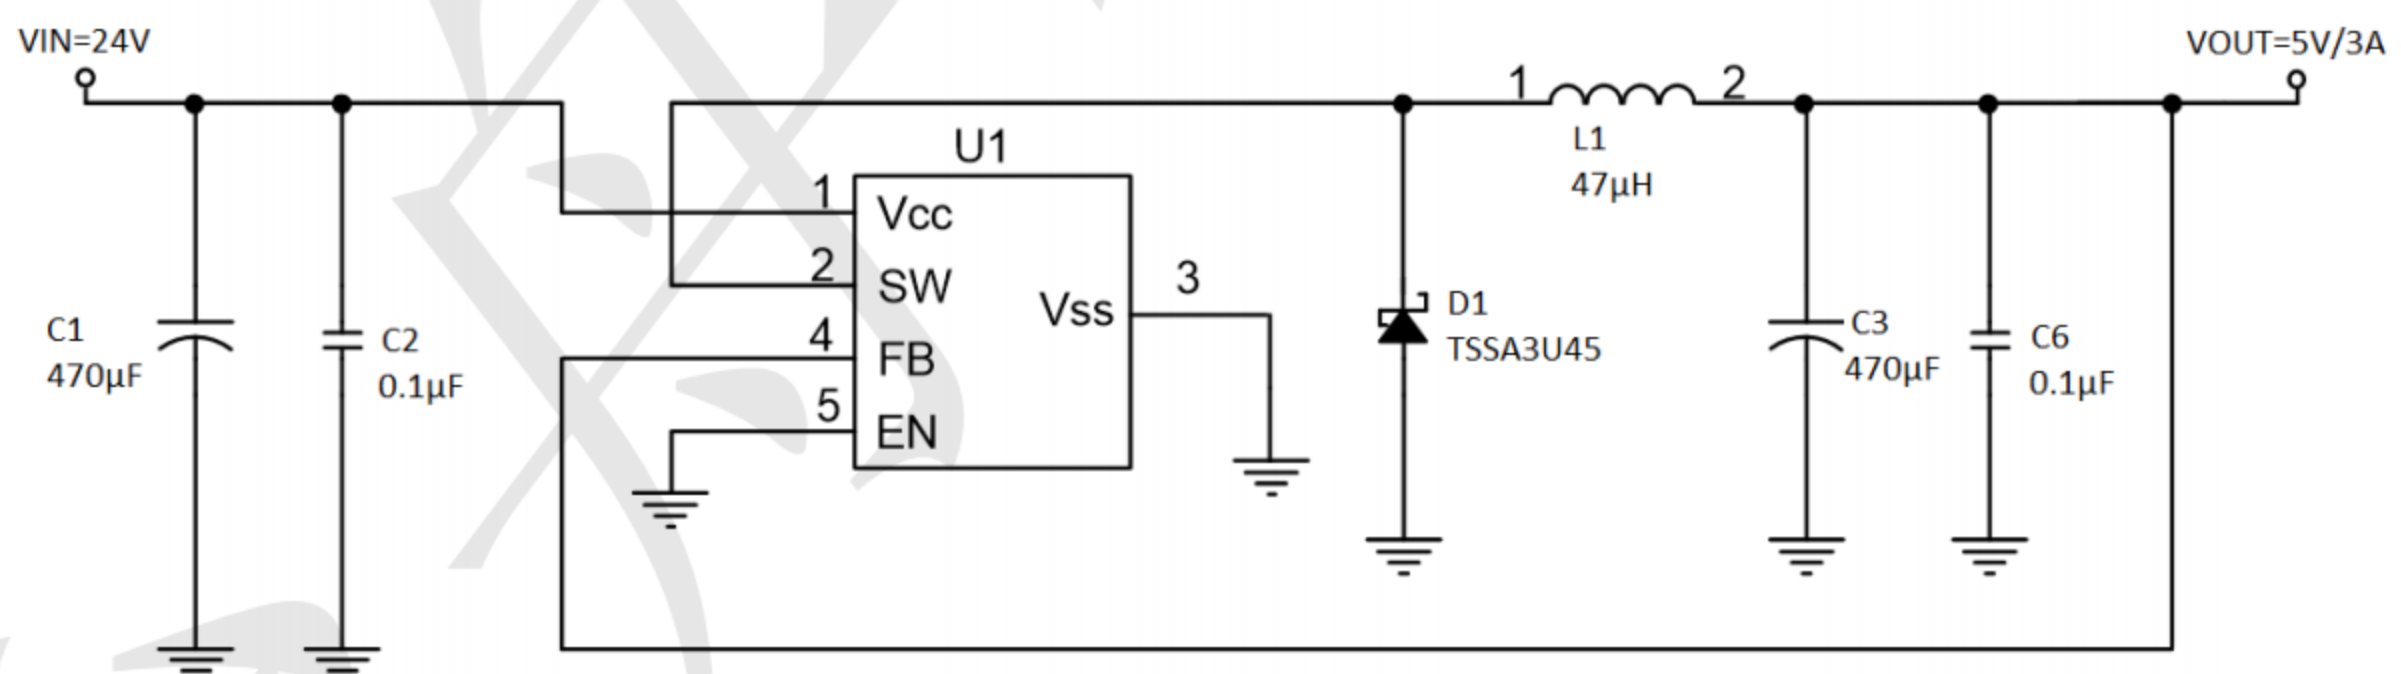 VIN=24V
VOUT=5V/3A
1
2
L1
47µH
U1
1
Vcc
2
SW
4
FB
5
EN
Vss
3
C1
470µF
C2
0.1µF
D1
TSSA3U45
C3
470µF
C6
0.1µF